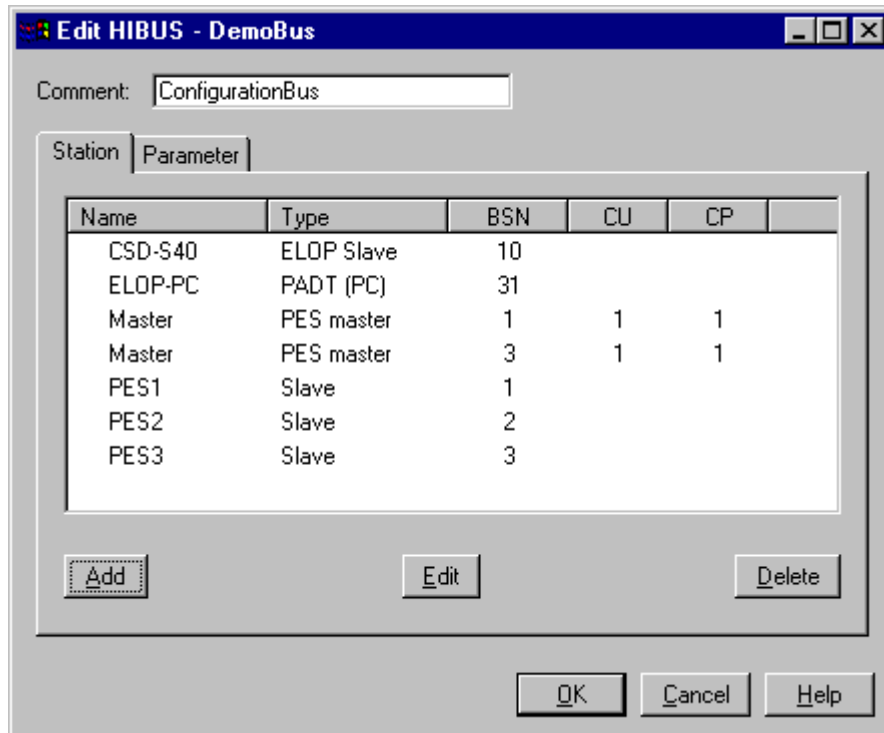 Edit HIBUS - DemoBus
Comment: ConfigurationBus
Station Parameter
Name Type BSN CU CP
CSD-S40 ELOP Slave 10
ELOP-PC PADT (PC) 31
Master PES master 1 1 1
Master PES master 3 1 1
PES1 Slave 1
PES2 Slave 2
PES3 Slave 3
Add Edit Delete
OK Cancel Help